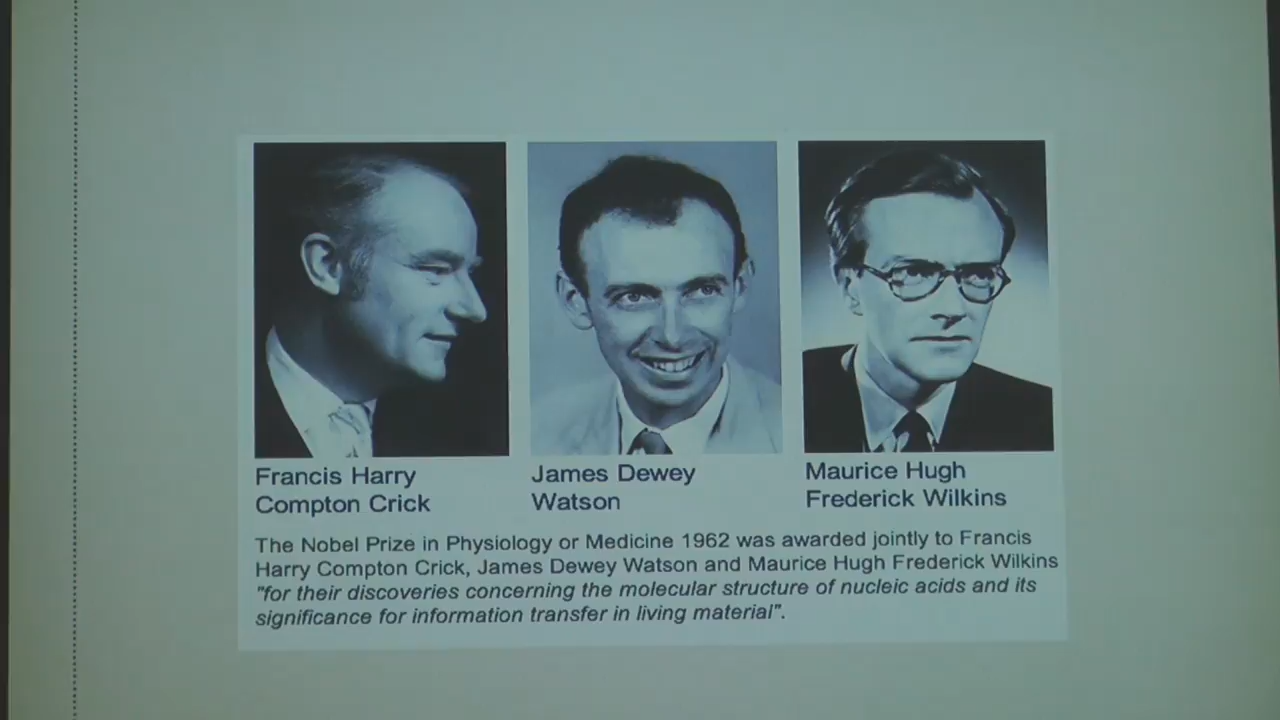 Francis Harry
Compton Crick
James Dewey
Watson
Maurice Hugh
Frederick Wilkins
The Nobel Prize in Physiology or Medicine 1962 was awarded jointly to Francis
Harry Compton Crick, James Dewey Watson and Maurice Hugh Frederick Wilkins
"for their discoveries concerning the molecular structure of nucleic acids and its
significance for information transfer in living material".